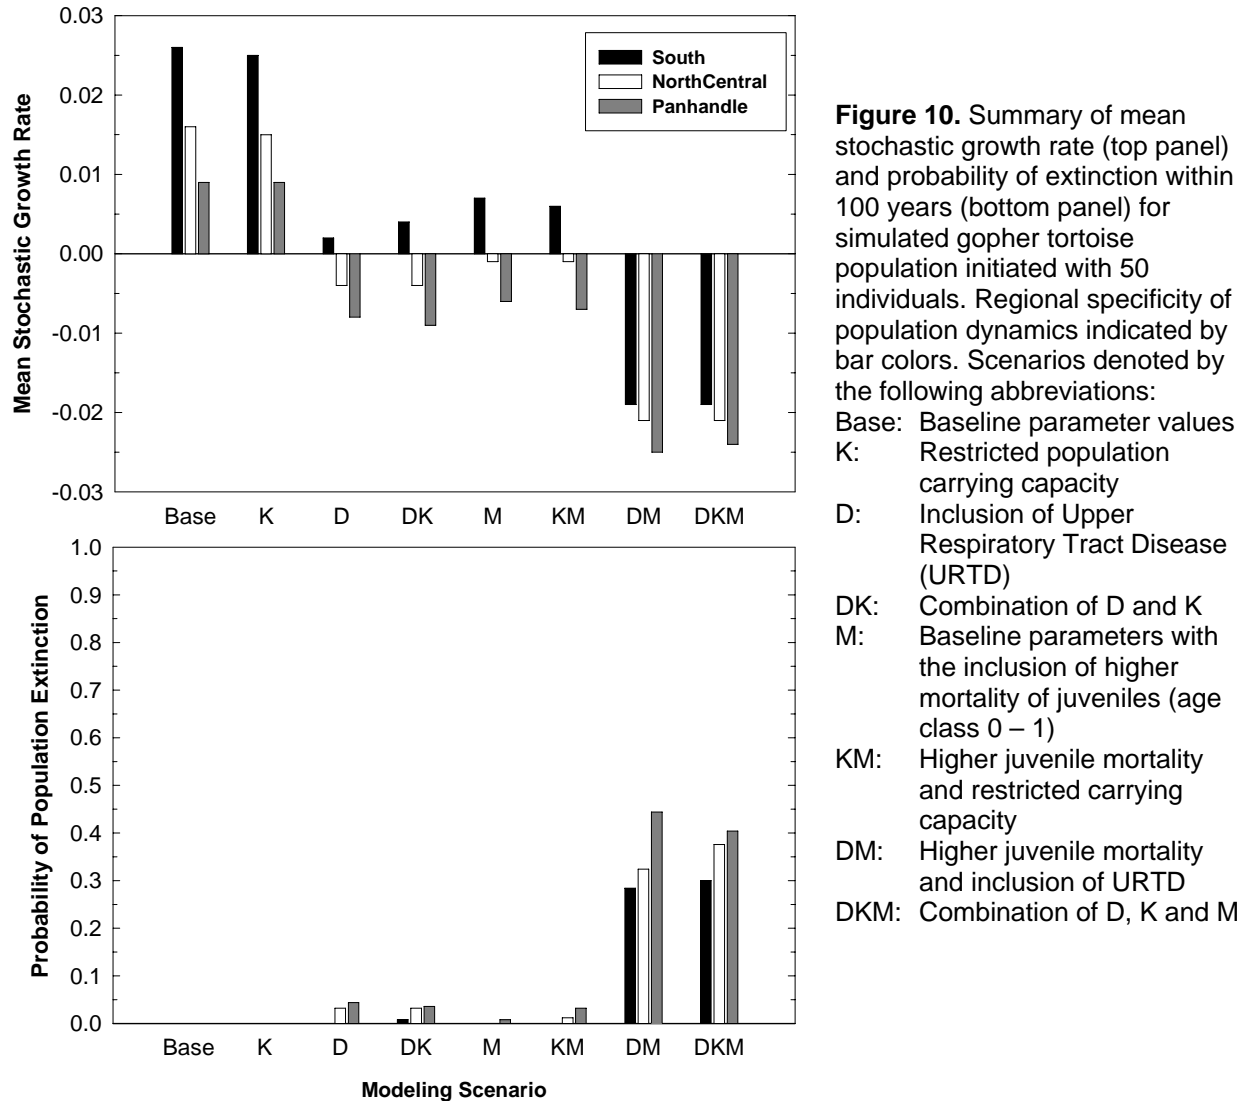 0.03
0.02
0.01
0.00
-0.01
-0.02
-0.03
Mean Stochastic Growth Rate
South
NorthCentral
Panhandle
Base K D DK M KM DM DKM
1.0
0.9
0.8
0.7
0.6
0.5
0.4
0.3
0.2
0.1
0.0
Probability of Population Extinction
Base K D DK M KM DM DKM
Modeling Scenario
Figure 10. Summary of mean
stochastic growth rate (top panel)
and probability of extinction within
100 years (bottom panel) for
simulated gopher tortoise
population initiated with 50
individuals. Regional specificity of
population dynamics indicated by
bar colors. Scenarios denoted by
the following abbreviations:
Base: Baseline parameter values
K: Restricted population
carrying capacity
D: Inclusion of Upper
Respiratory Tract Disease
(URTD)
DK: Combination of D and K
M: Baseline parameters with
the inclusion of higher
mortality of juveniles (age
class 0 – 1)
KM: Higher juvenile mortality
and restricted carrying
capacity
DM: Higher juvenile mortality
and inclusion of URTD
DKM: Combination of D, K and M